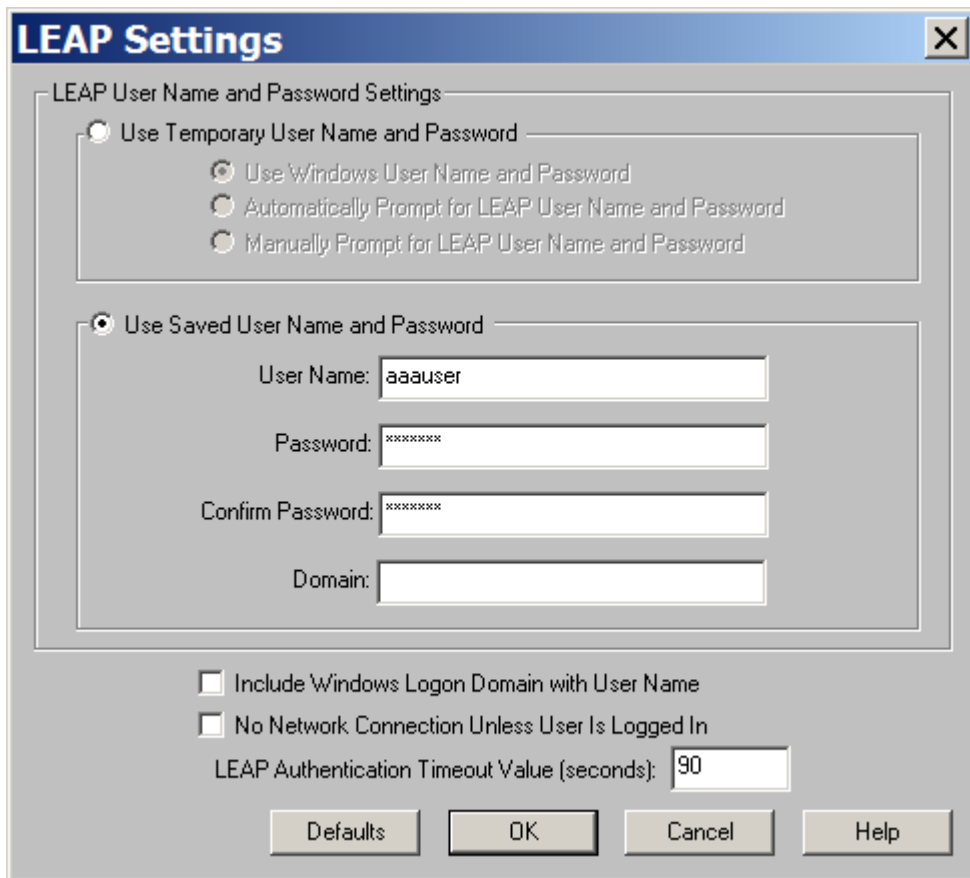 LEAP Settings
LEAP User Name and Password Settings
Use Temporary User Name and Password
Use Windows User Name and Password
Automatically Prompt for LEAP User Name and Password
Manually Prompt for LEAP User Name and Password
Use Saved User Name and Password
User Name: aaauser
Password: *******
Confirm Password: *******
Domain:
Include Windows Logon Domain with User Name
No Network Connection Unless User Is Logged In
LEAP Authentication Timeout Value (seconds): 90
Defaults OK Cancel Help